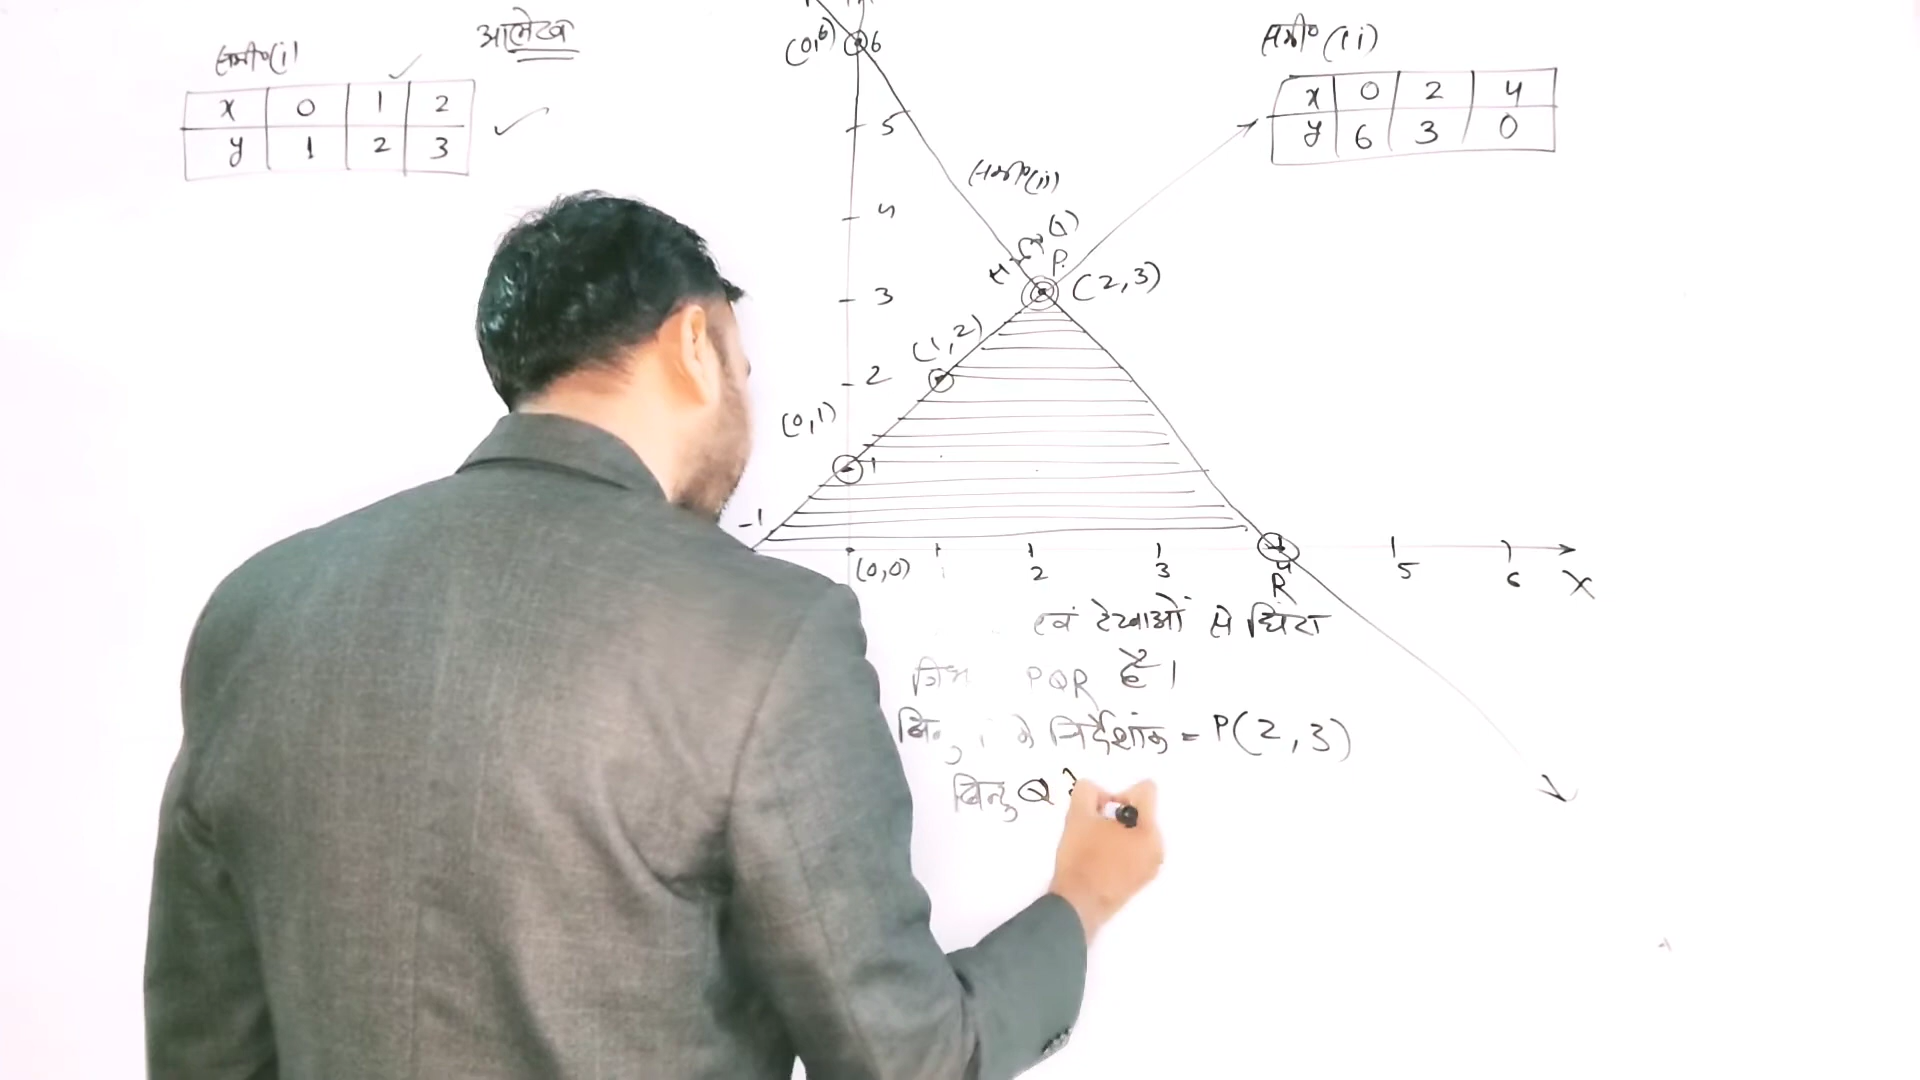 आलेख
समी०(i)
x 0 1 2
y 1 2 3
समी० (ii)
x 0 2 4
y 6 3 0
(0,6) 6
5
समी०(ii)
4
P
(2,3)
3
(1,2)
2
(0,1)
1
-1
(0,0) 2 3 4 5 6 X
R
एवं रेखाओं से घिरा
PQR है।
निर्देशांक = P(2,3)
बिन्दु Q